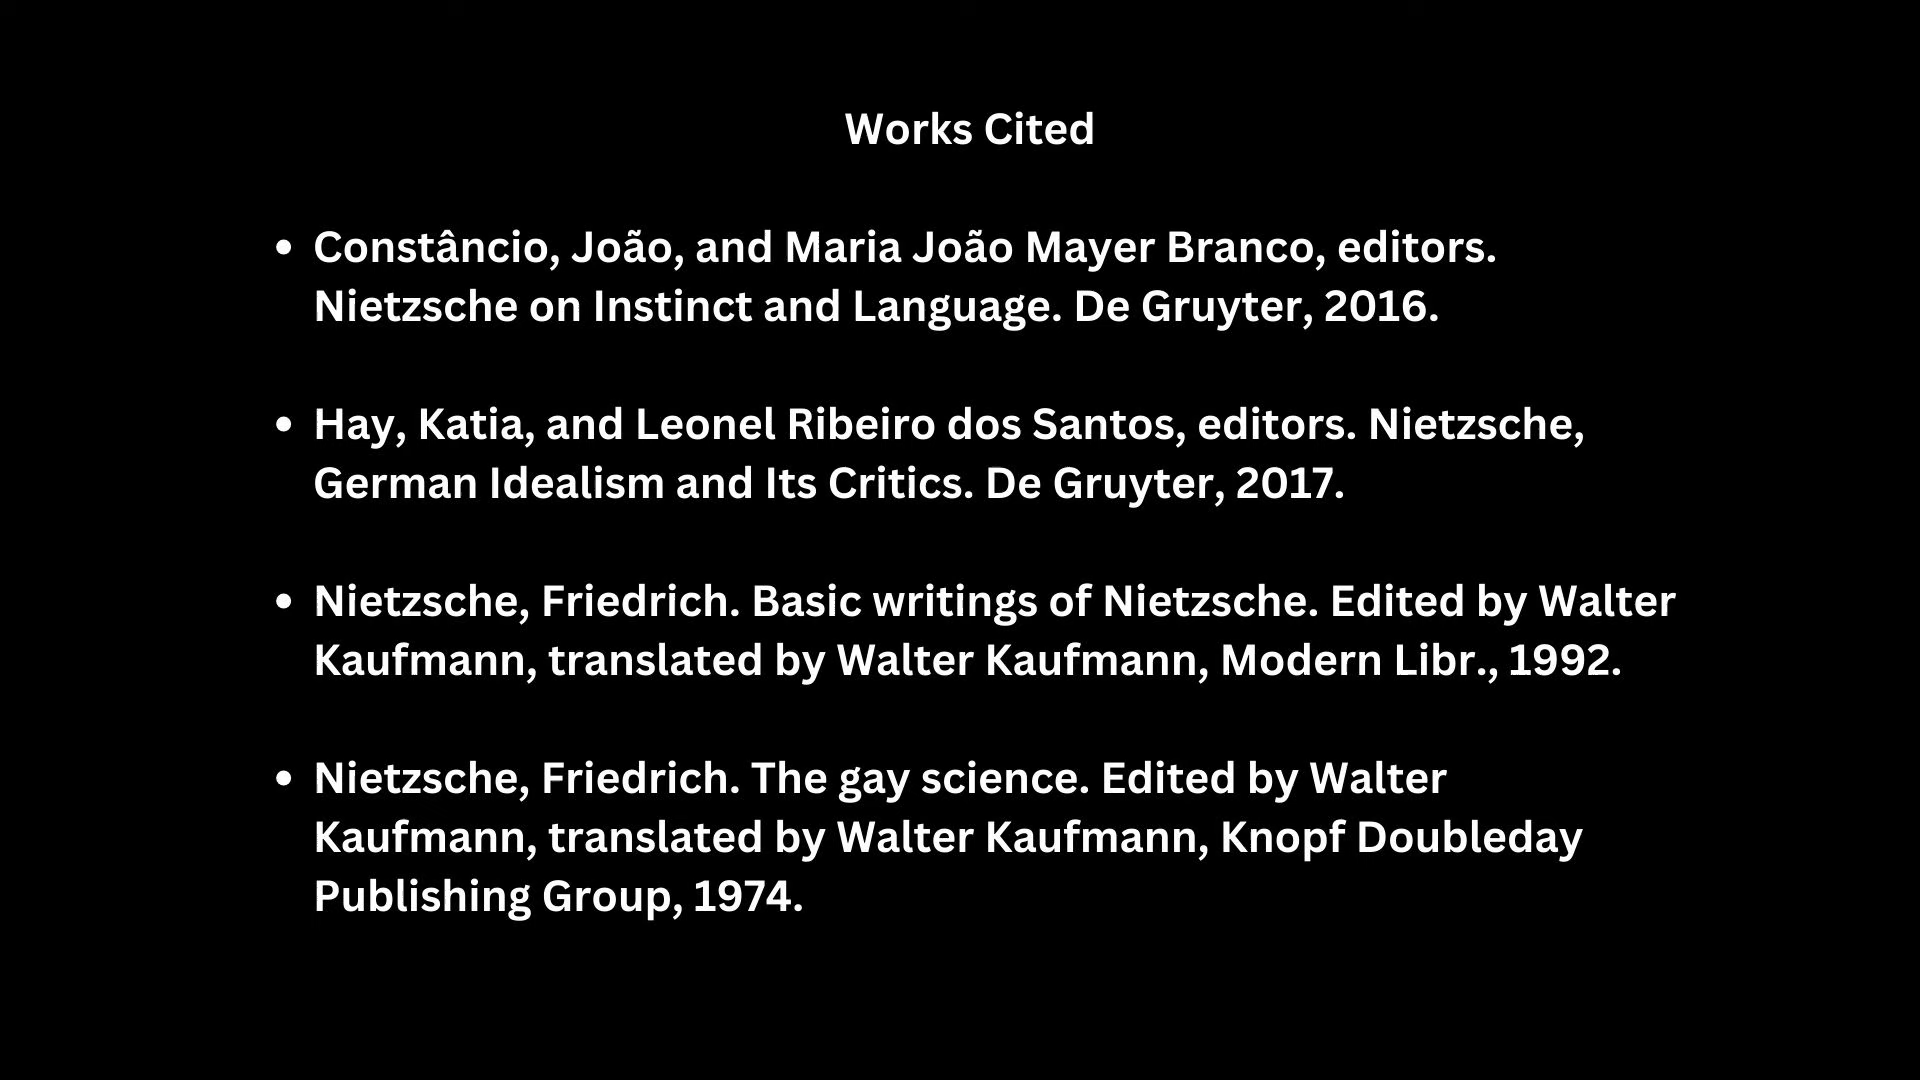 Works Cited
• Constâncio, João, and Maria João Mayer Branco, editors.
Nietzsche on Instinct and Language. De Gruyter, 2016.
• Hay, Katia, and Leonel Ribeiro dos Santos, editors. Nietzsche,
German Idealism and Its Critics. De Gruyter, 2017.
• Nietzsche, Friedrich. Basic writings of Nietzsche. Edited by Walter
Kaufmann, translated by Walter Kaufmann, Modern Libr., 1992.
• Nietzsche, Friedrich. The gay science. Edited by Walter
Kaufmann, translated by Walter Kaufmann, Knopf Doubleday
Publishing Group, 1974.